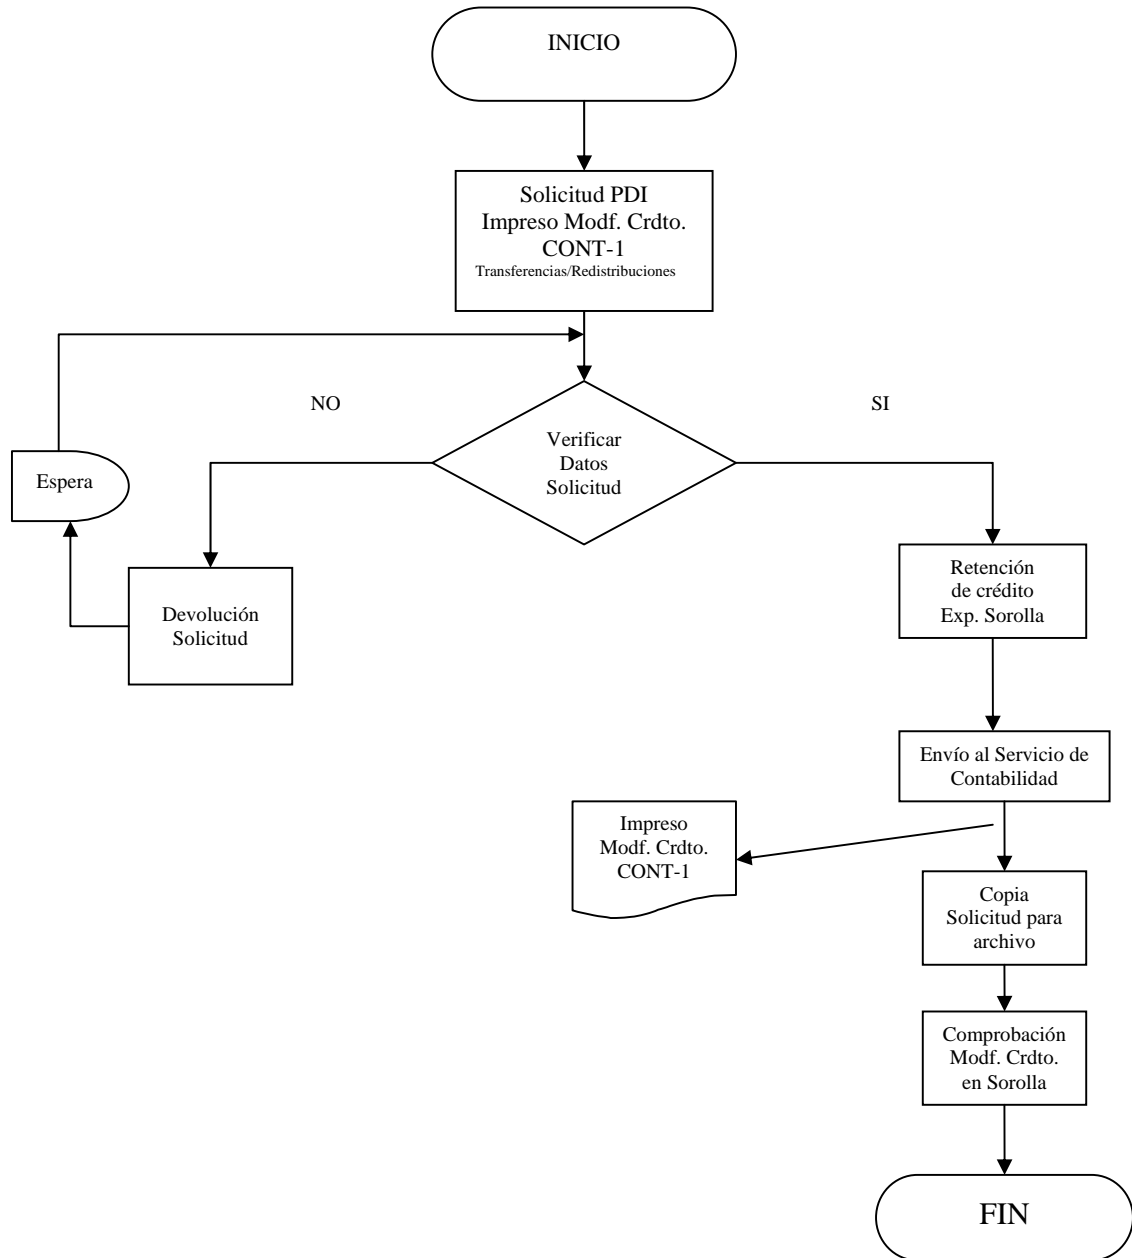 INICIO
Solicitud PDI
Impreso Modf. Crdto.
CONT-1
Transferencias/Redistribuciones
NO
SI
Verificar
Datos
Solicitud
Espera
Devolución
Solicitud
Retención
de crédito
Exp. Sorolla
Envío al Servicio de
Contabilidad
Impreso
Modf. Crdto.
CONT-1
Copia
Solicitud para
archivo
Comprobación
Modf. Crdto.
en Sorolla
FIN